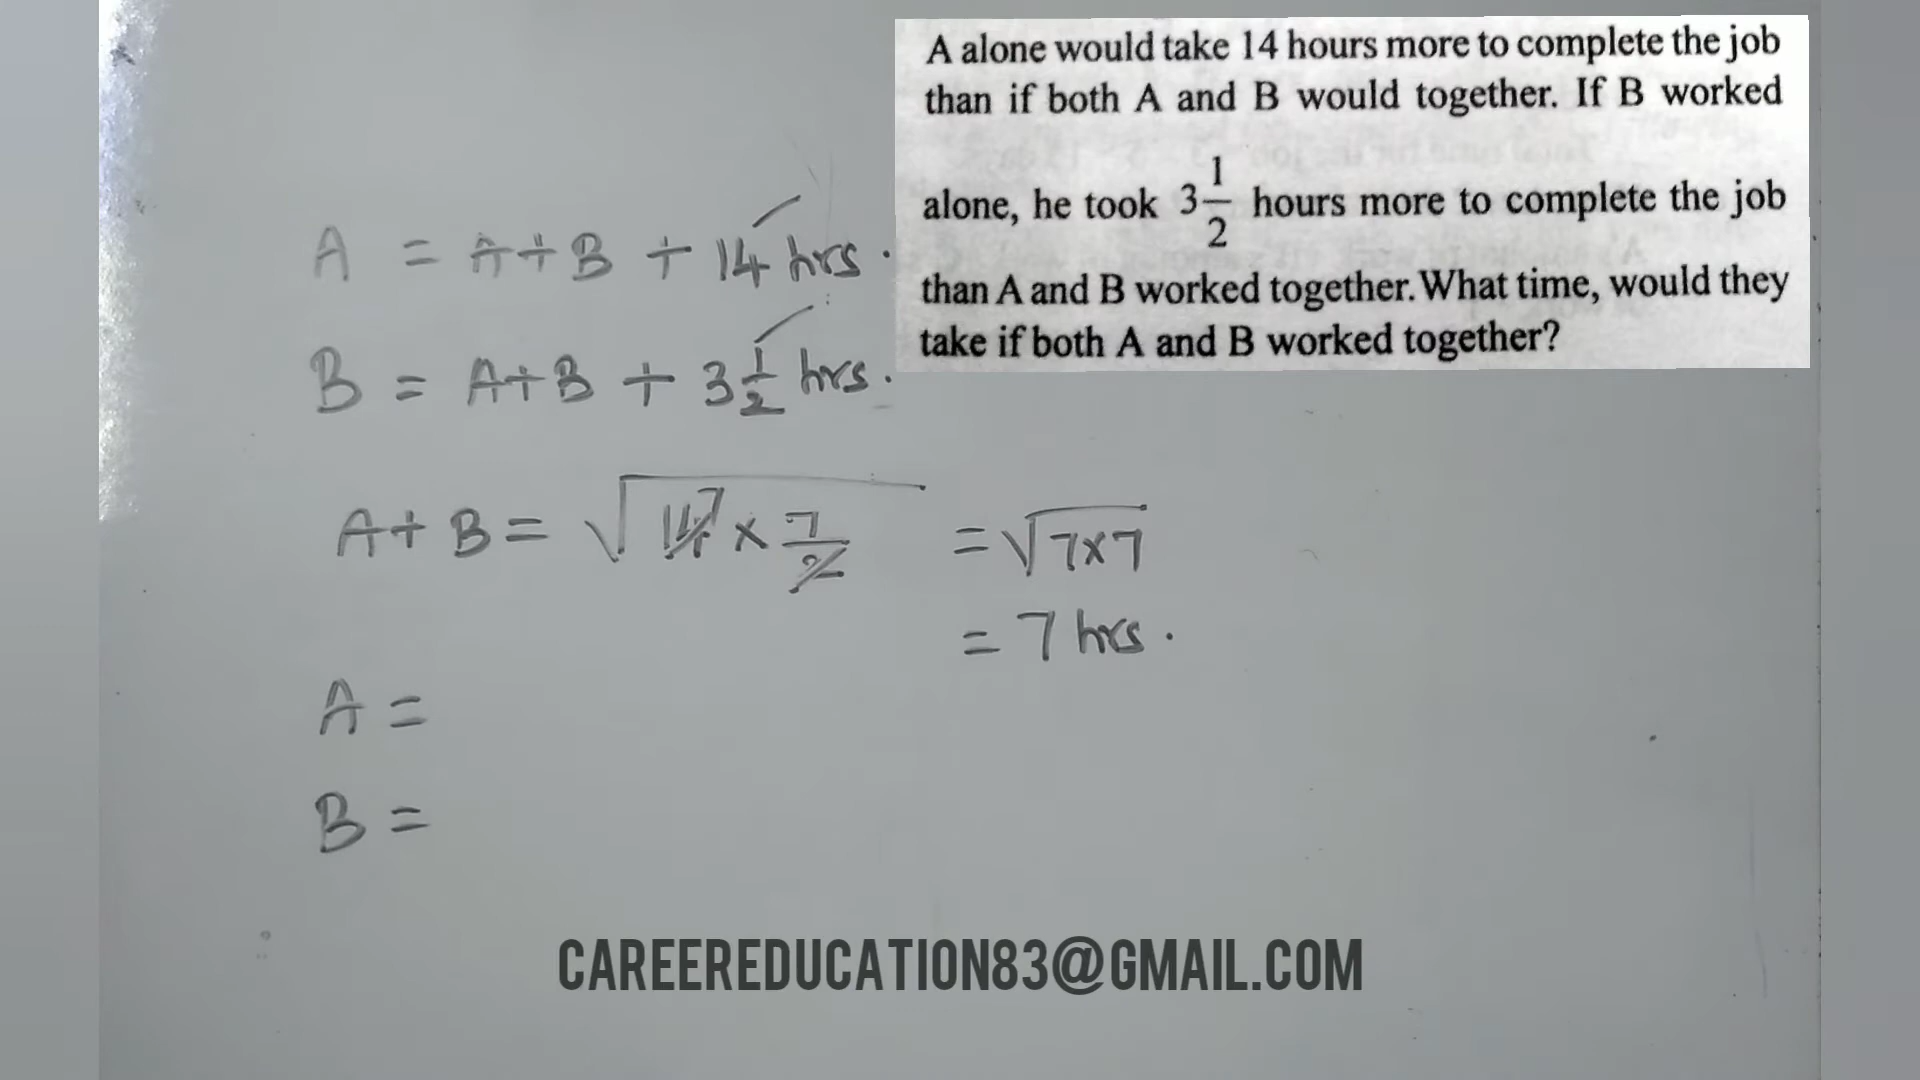 A alone would take 14 hours more to complete the job
than if both A and B would together. If B worked
alone, he took 3 1/2 hours more to complete the job
than A and B worked together. What time, would they
take if both A and B worked together?
A = A+B + 14 hrs.
B = A+B + 3 1/2 hrs.
A+B = √14 7 × 7/2 = √7×7
= 7 hrs.
A =
B =
CAREEREDUCATION83@GMAIL.COM